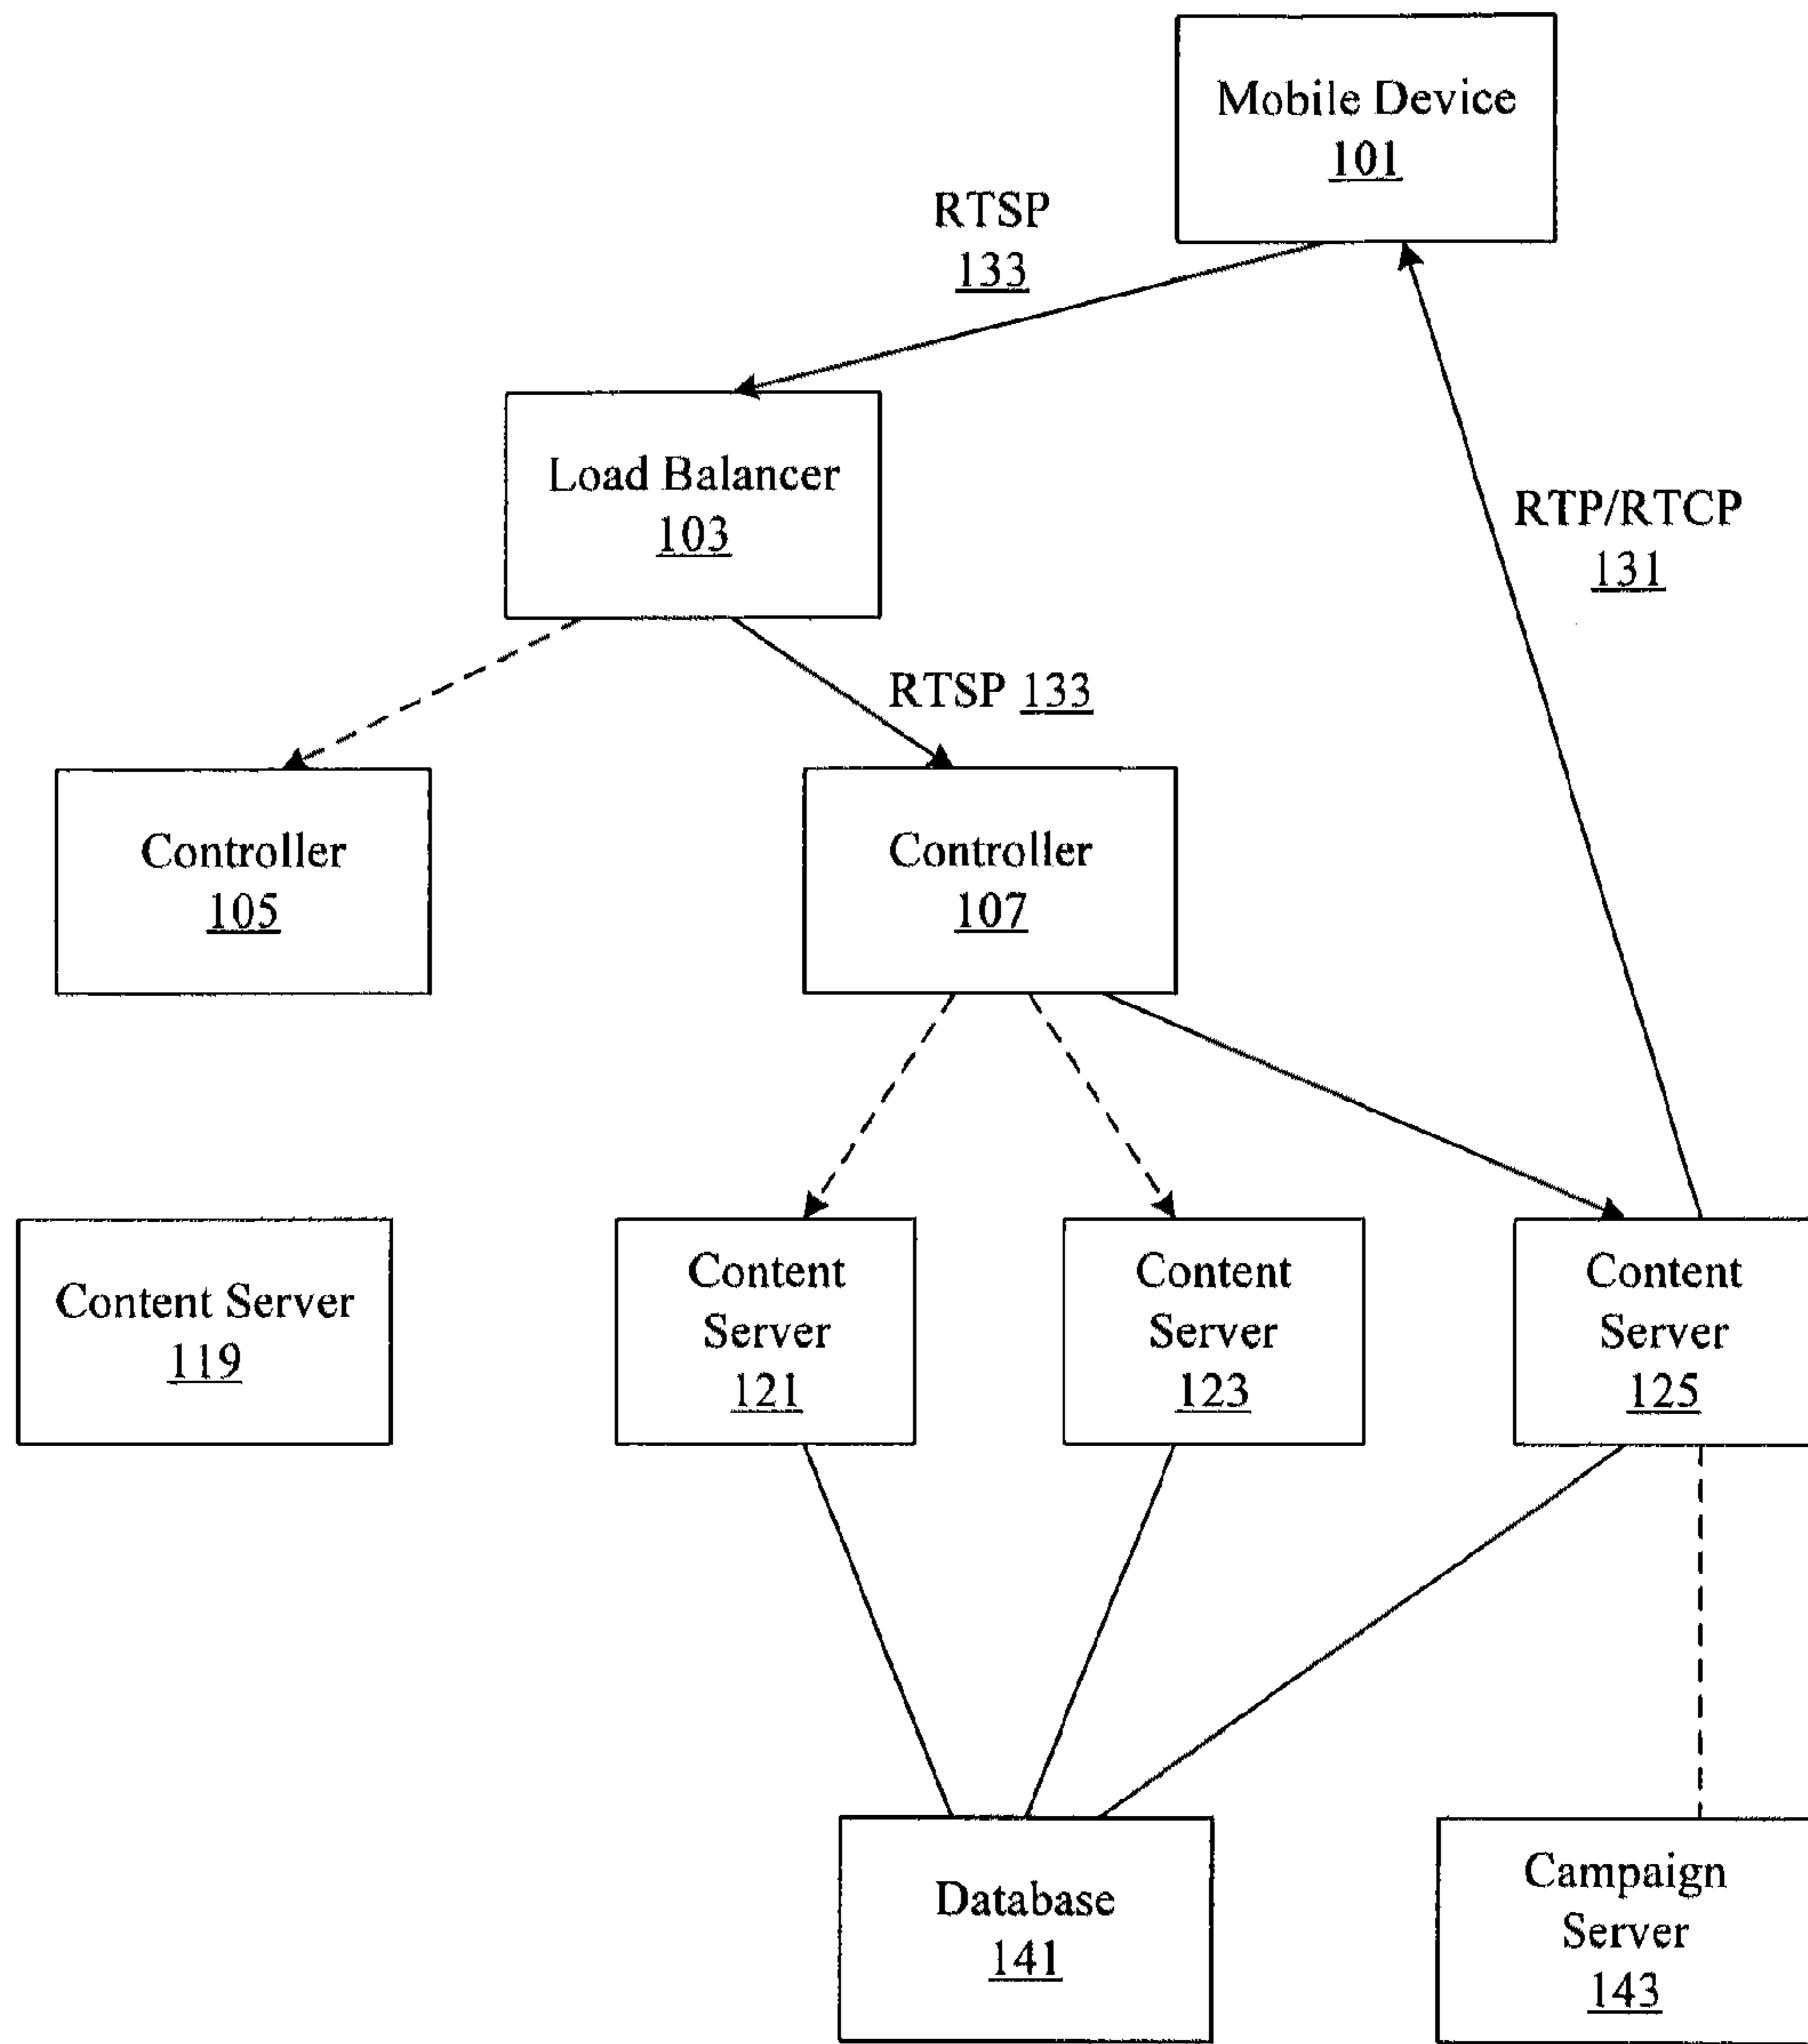 Mobile Device
101
RTSP
133
Load Balancer
103
RTP/RTCP
131
RTSP 133
Controller
105
Controller
107
Content Server
119
Content
Server
121
Content
Server
123
Content
Server
125
Database
141
Campaign
Server
143